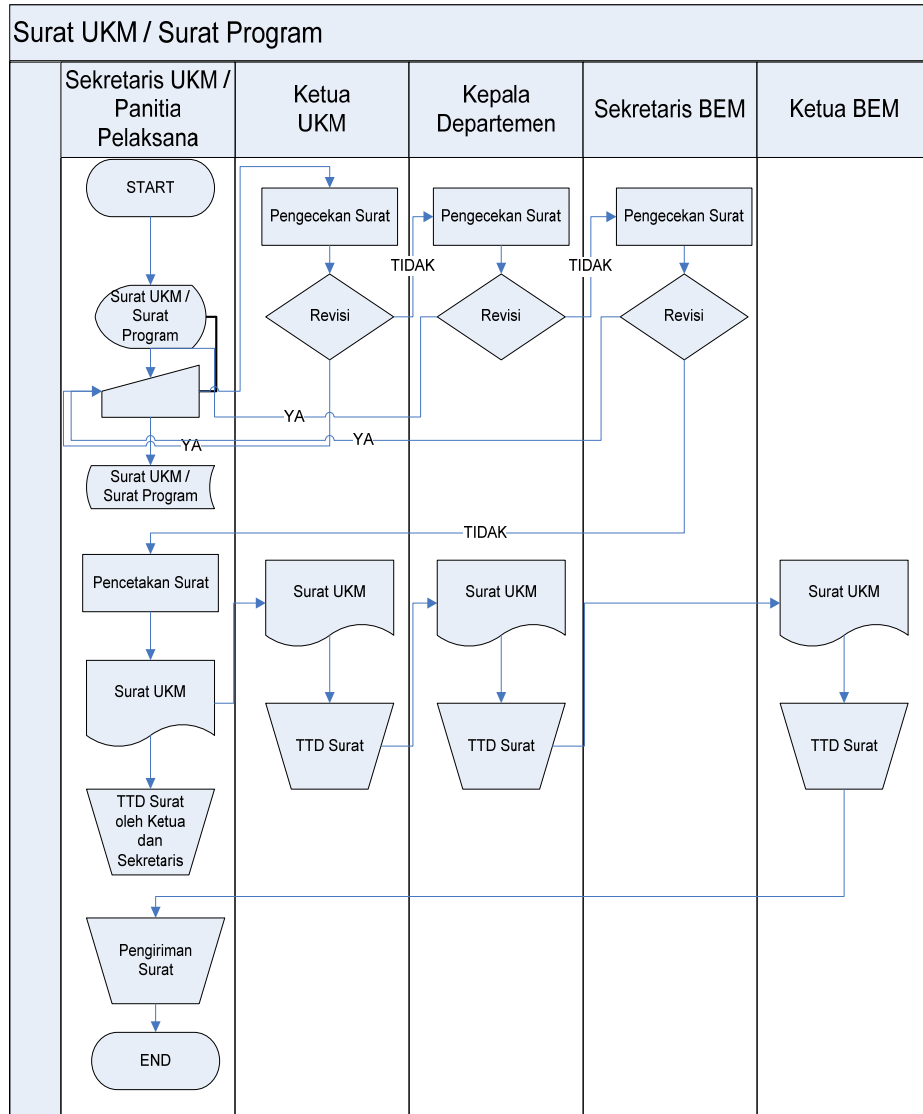 Surat UKM / Surat Program
Sekretaris UKM /
Panitia
Pelaksana
Ketua
UKM
Kepala
Departemen
Sekretaris BEM
Ketua BEM
START
Pengecekan Surat
Pengecekan Surat
Pengecekan Surat
TIDAK
TIDAK
Surat UKM /
Surat
Program
Revisi
Revisi
Revisi
YA
YA
YA
Surat UKM /
Surat Program
TIDAK
Pencetakan Surat
Surat UKM
Surat UKM
Surat UKM
Surat UKM
TTD Surat
TTD Surat
TTD Surat
TTD Surat
oleh Ketua
dan
Sekretaris
Pengiriman
Surat
END